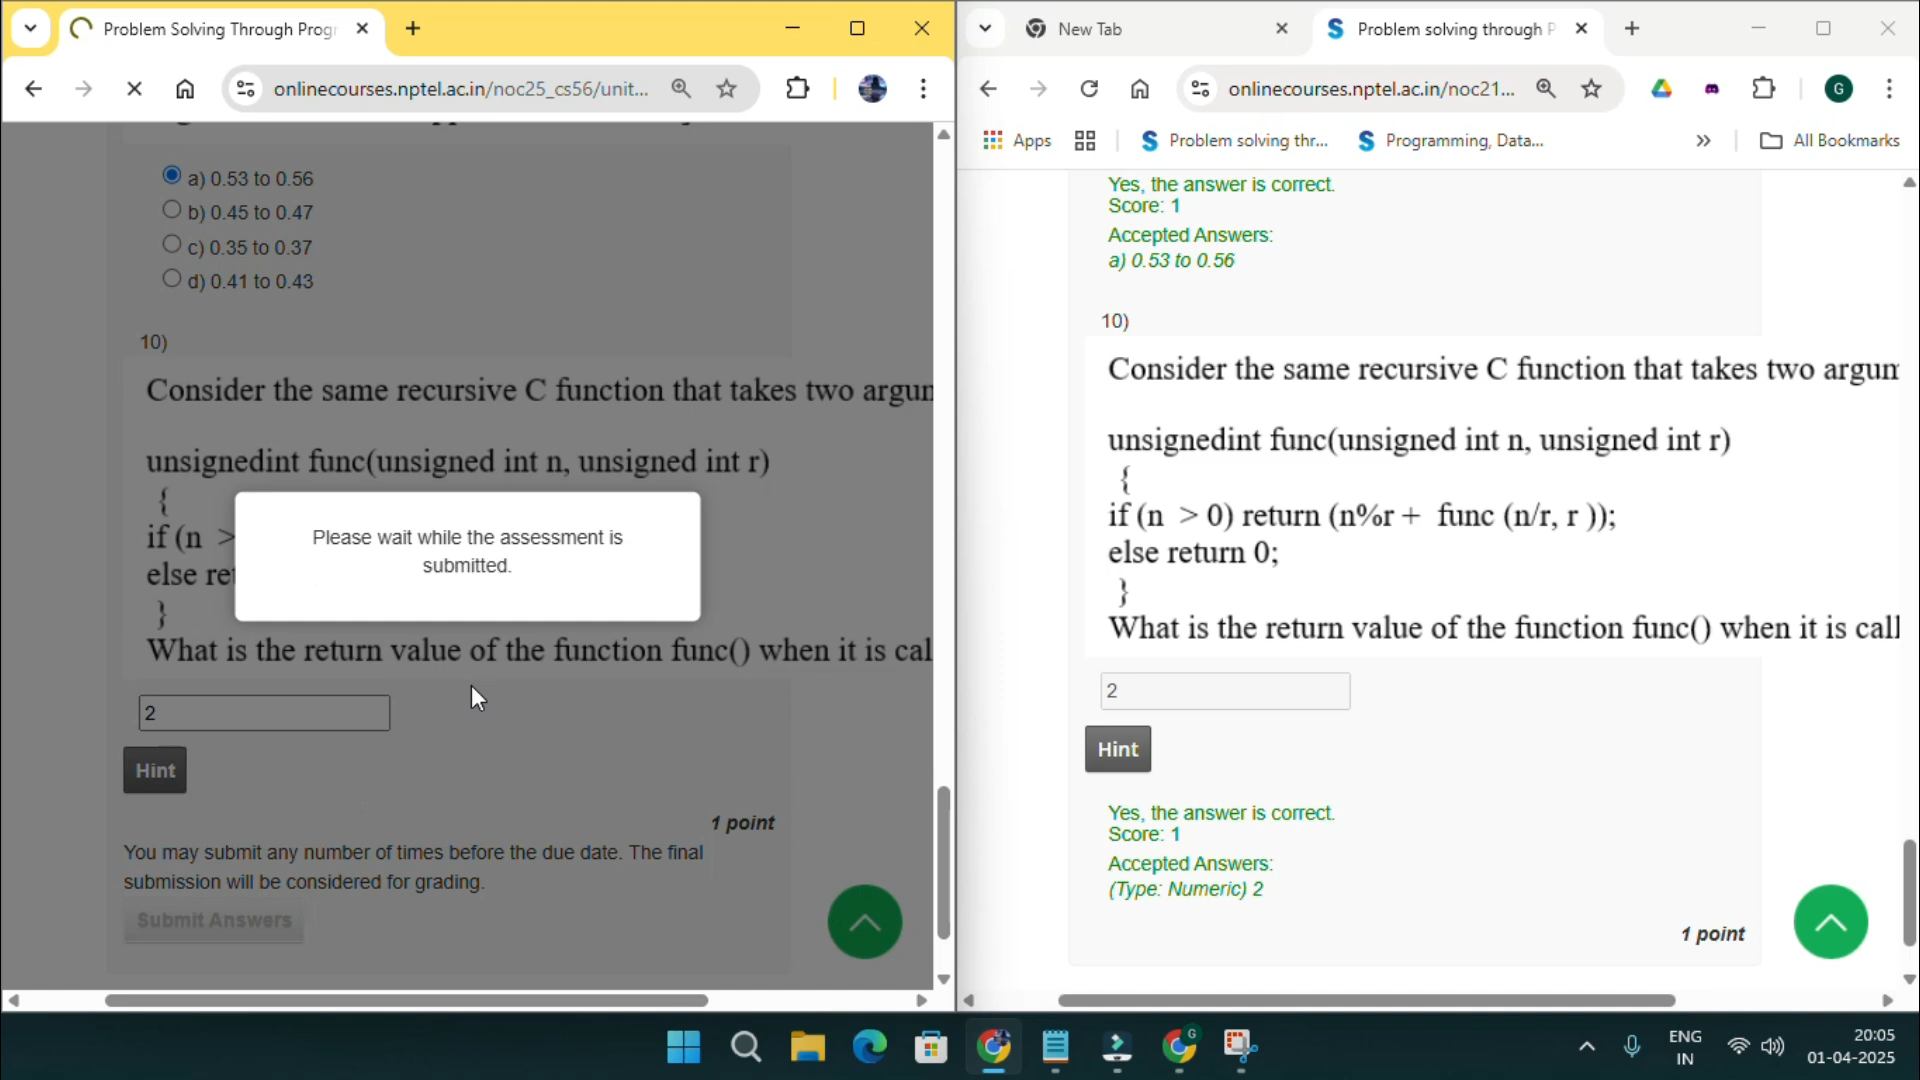 Problem Solving Through Progr
onlinecourses.nptel.ac.in/noc25_cs56/unit...
a) 0.53 to 0.56
b) 0.45 to 0.47
c) 0.35 to 0.37
d) 0.41 to 0.43
10)
Consider the same recursive C function that takes two argun
unsignedint func(unsigned int n, unsigned int r)
{
if (n >
else ret
}
What is the return value of the function func() when it is cal
Please wait while the assessment is
submitted.
2
Hint
1 point
You may submit any number of times before the due date. The final
submission will be considered for grading.
Submit Answers
New Tab
Problem solving through P
onlinecourses.nptel.ac.in/noc21...
G
Apps
Problem solving thr...
Programming, Data...
All Bookmarks
Yes, the answer is correct.
Score: 1
Accepted Answers:
a) 0.53 to 0.56
10)
Consider the same recursive C function that takes two argum
unsignedint func(unsigned int n, unsigned int r)
{
if (n > 0) return (n%r + func (n/r, r ));
else return 0;
}
What is the return value of the function func() when it is call
2
Hint
Yes, the answer is correct.
Score: 1
Accepted Answers:
(Type: Numeric) 2
1 point
G
ENG
IN
20:05
01-04-2025